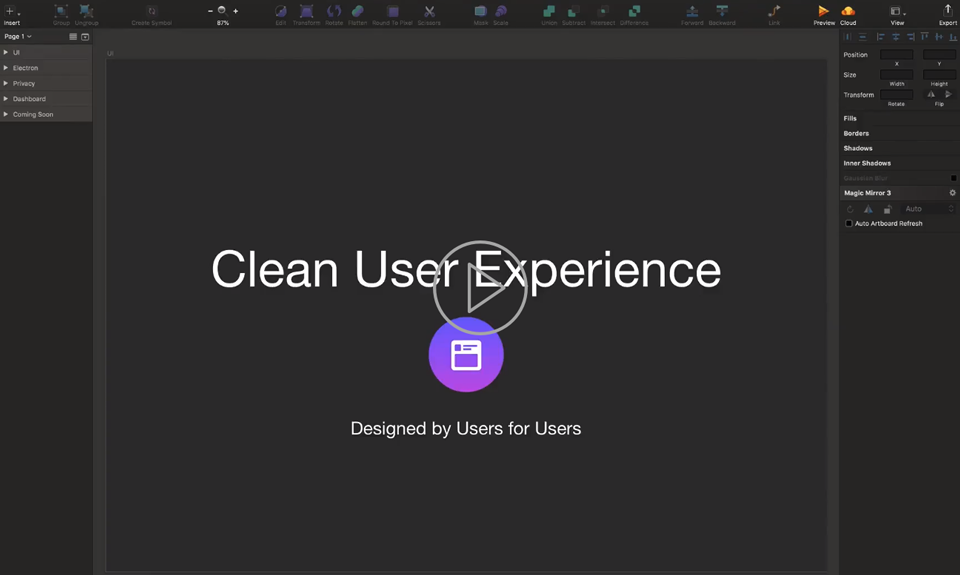 Insert
Group
Ungroup
Create Symbol
87%
Edit
Transform
Rotate
Flatten
Round To Pixel
Scissors
Mask
Scale
Union
Subtract
Intersect
Difference
Forward
Backward
Link
Preview
Cloud
View
Export
Page 1
UI
Electron
Privacy
Dashboard
Coming Soon
UI
Clean User Experience
Designed by Users for Users
Position
X
Y
Size
Width
Height
Transform
Rotate
Flip
Fills
Borders
Shadows
Inner Shadows
Gaussian Blur
Magic Mirror 3
Auto
Auto Artboard Refresh